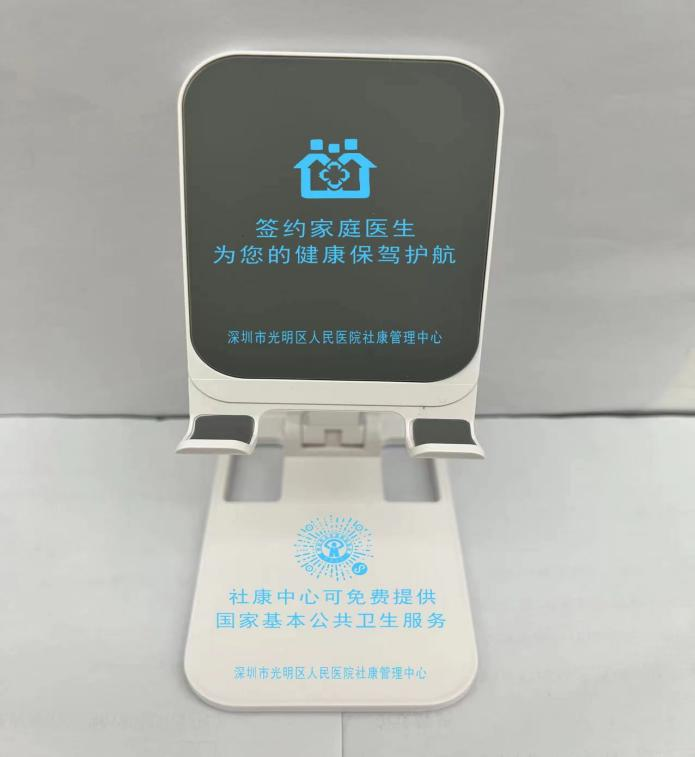 签约家庭医生
为您的健康保驾护航
深圳市光明区人民医院社康管理中心
社康中心可免费提供
国家基本公共卫生服务
深圳市光明区人民医院社康管理中心